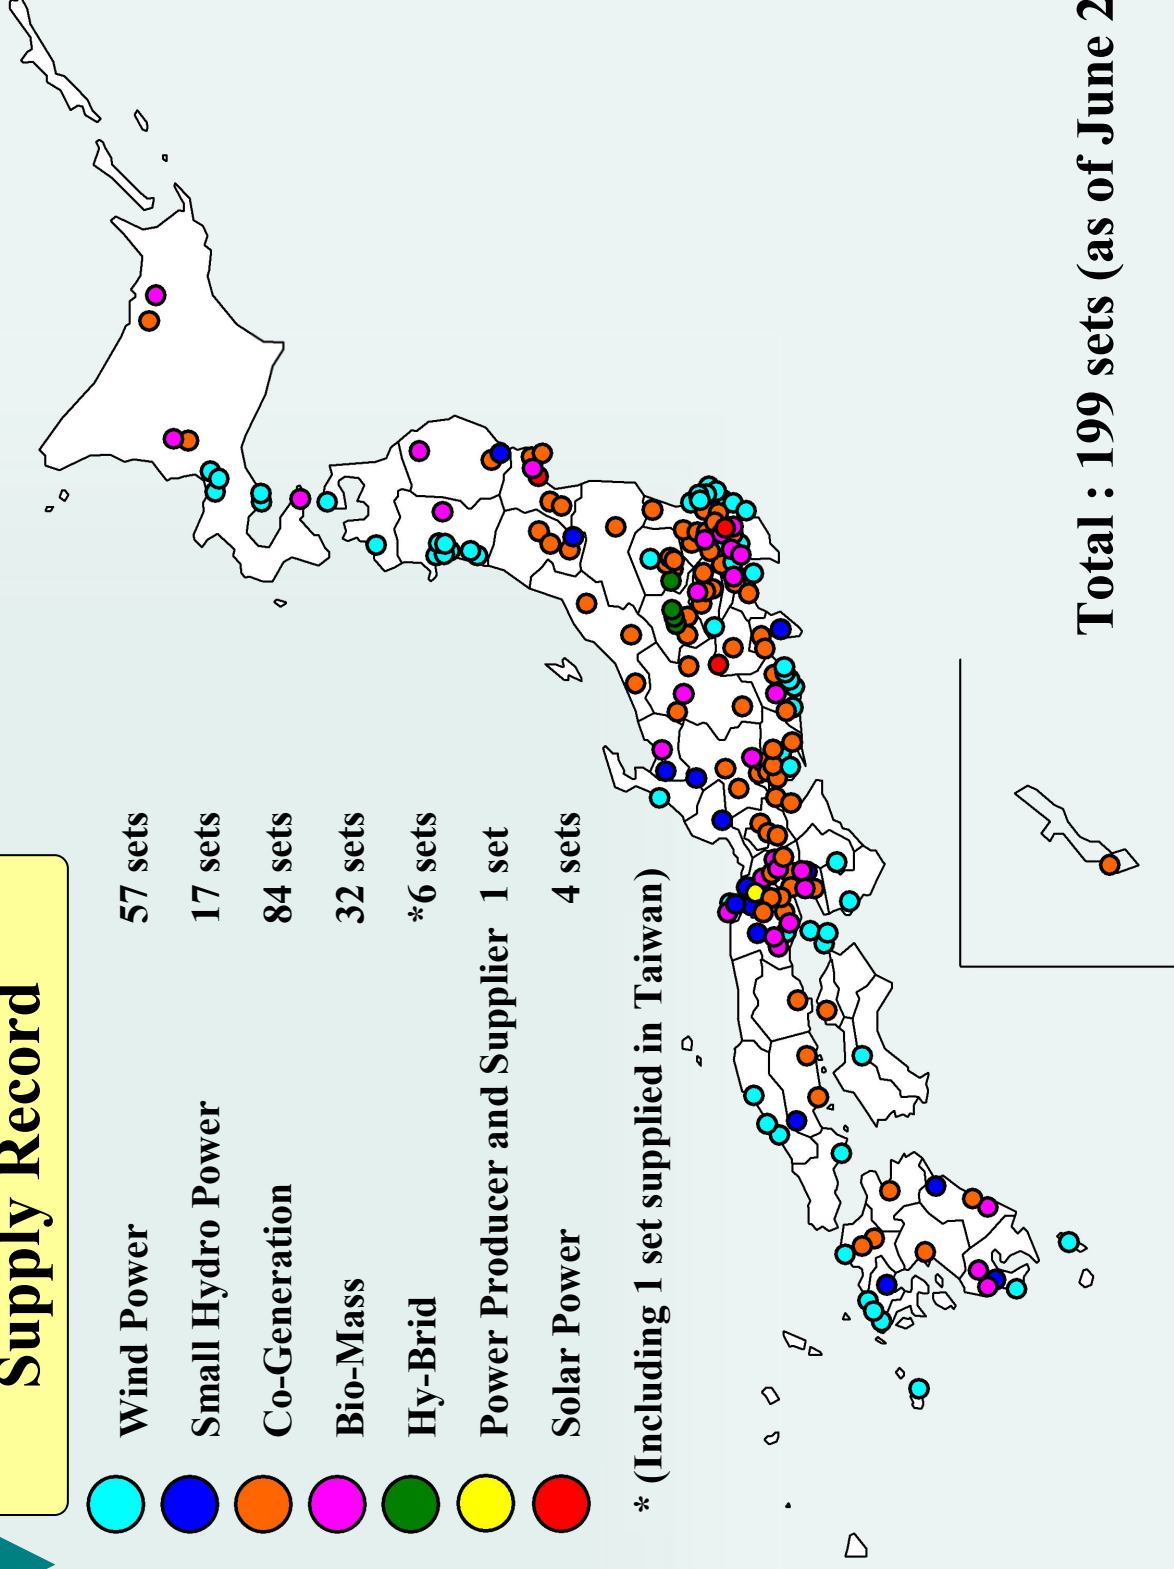 Supply Record
Wind Power 57 sets
Small Hydro Power 17 sets
Co-Generation 84 sets
Bio-Mass 32 sets
Hy-Brid *6 sets
Power Producer and Supplier 1 set
Solar Power 4 sets
* (Including 1 set supplied in Taiwan)
Total : 199 sets (as of June 2